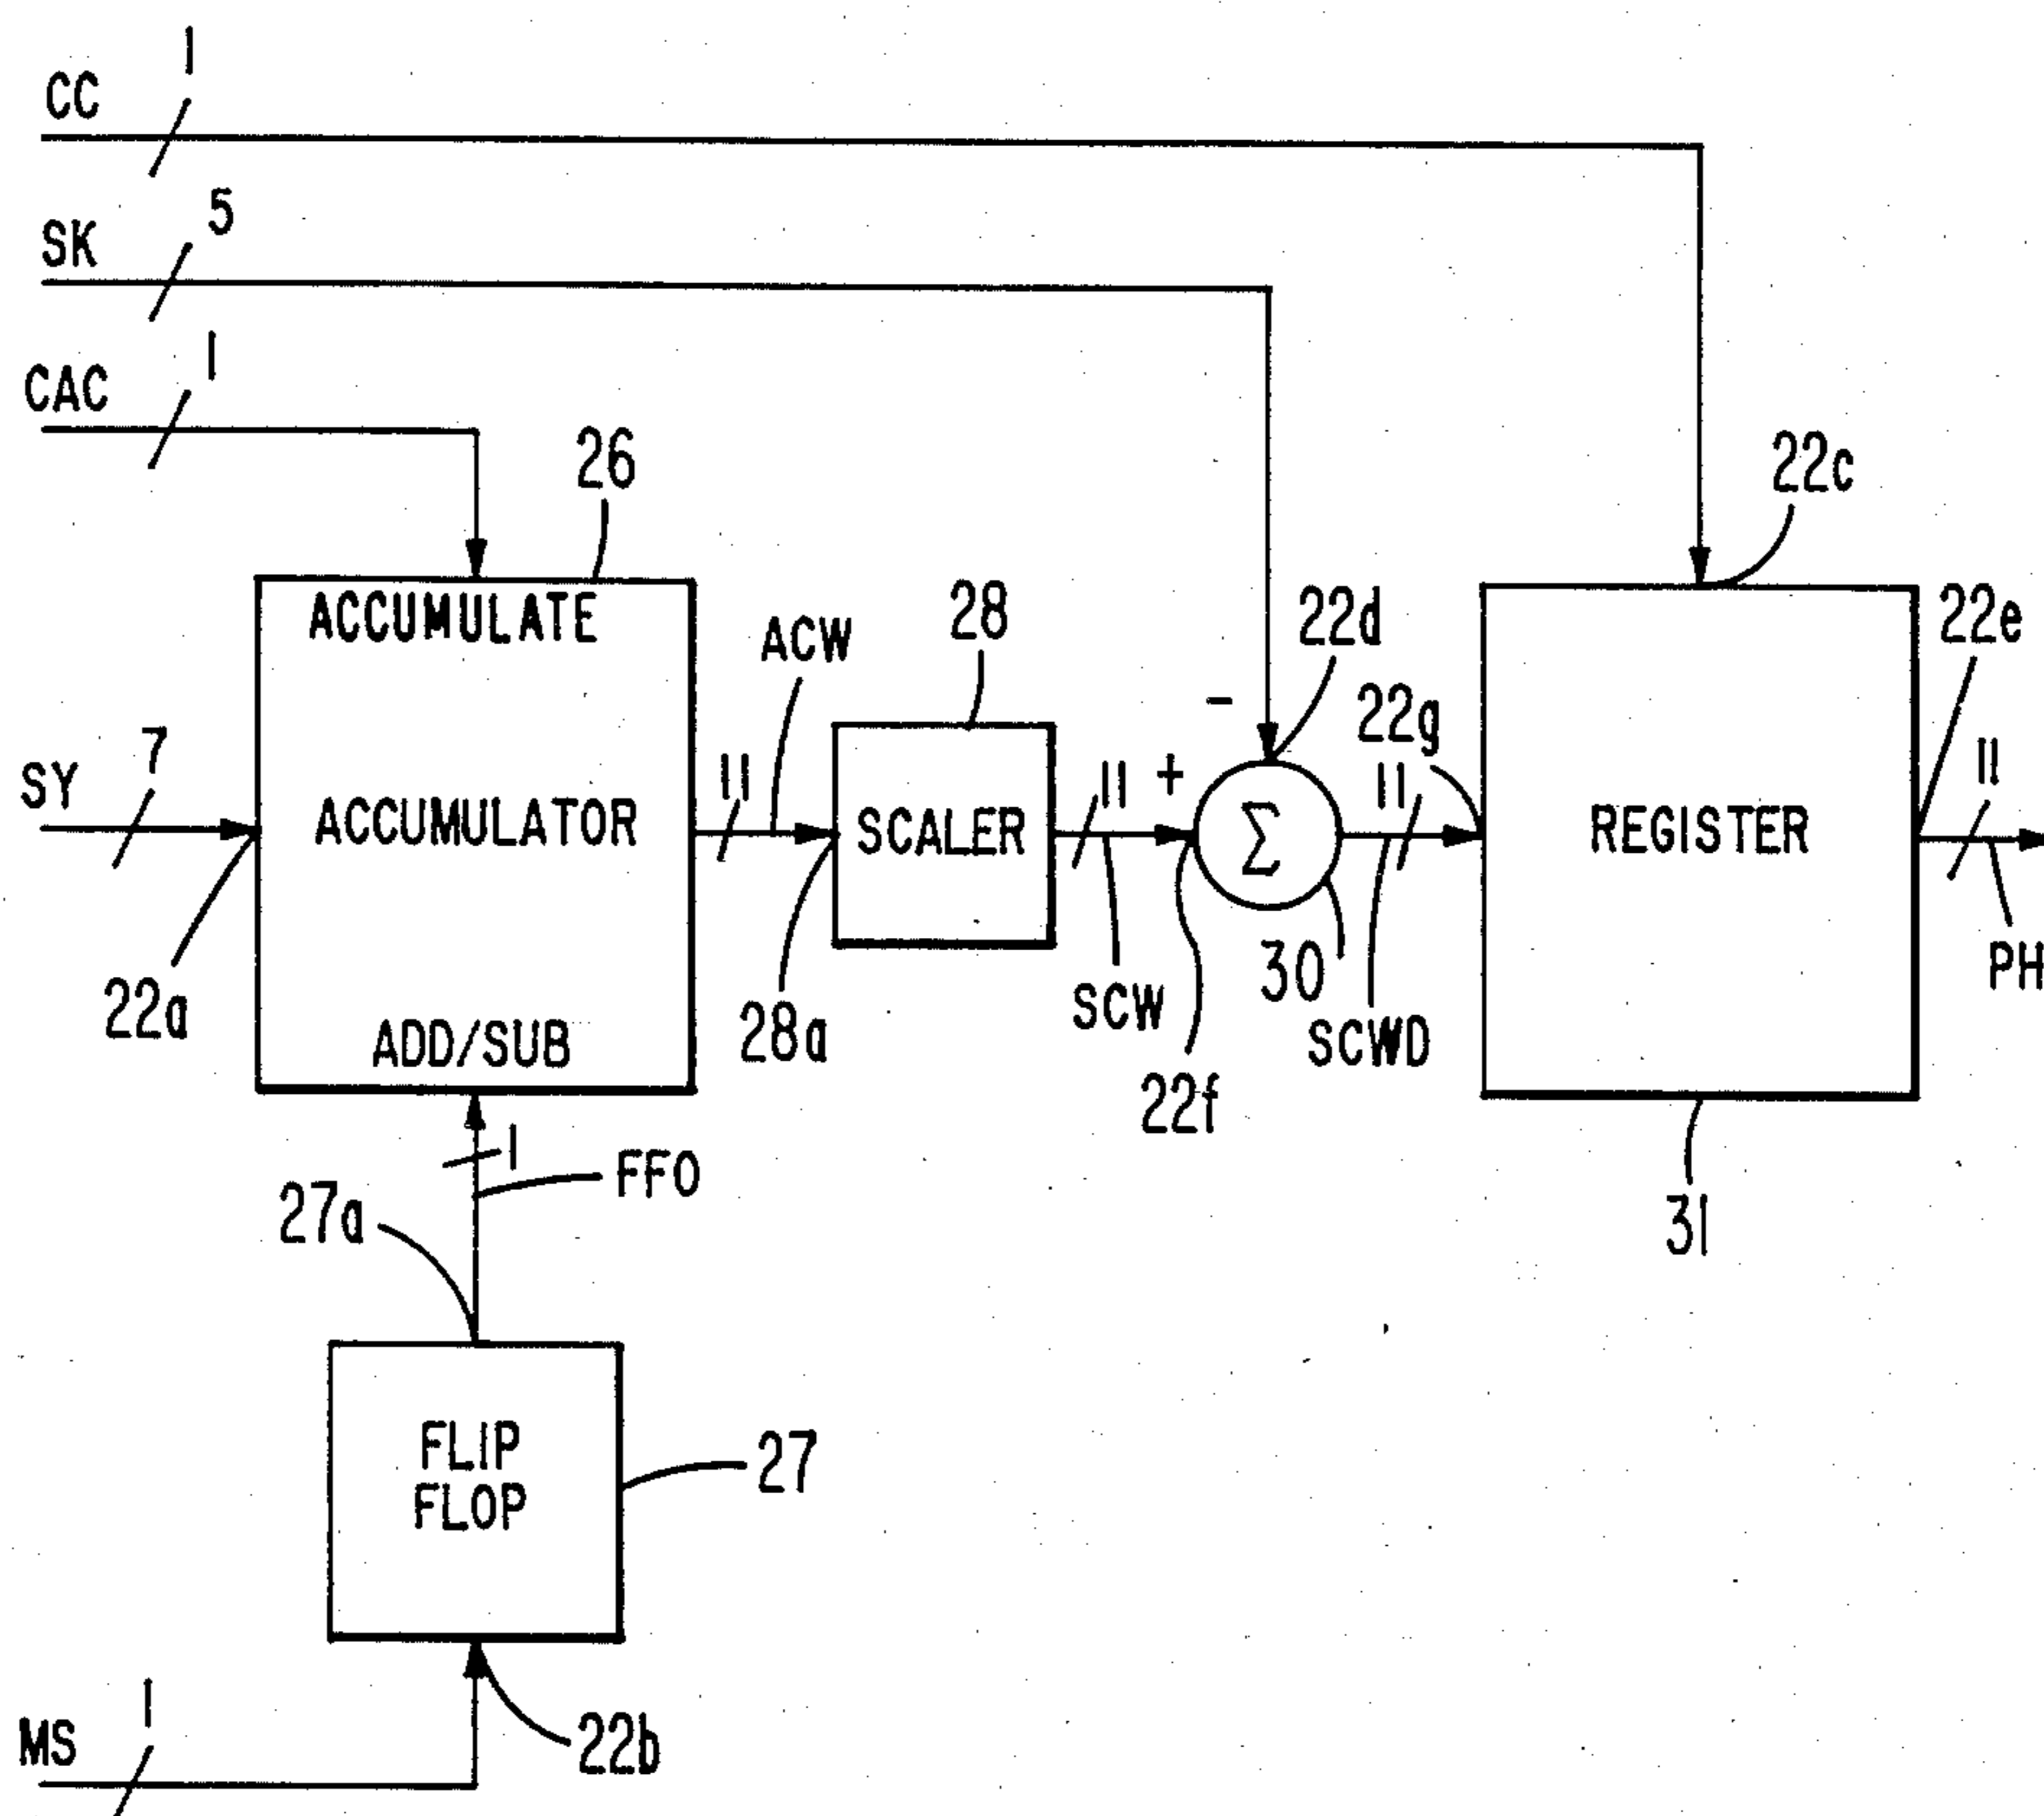 CC 1
SK 5
CAC 1
26
22c
ACCUMULATE
28
22d
22e
ACW
22g
SY 7
11
11 +
-
11
11
ACCUMULATOR
SCALER
Σ
REGISTER
22a
ADD/SUB
28a
SCW
30
SCWD
PH
22f
1
FFO
27a
31
FLIP
FLOP
27
MS 1
22b